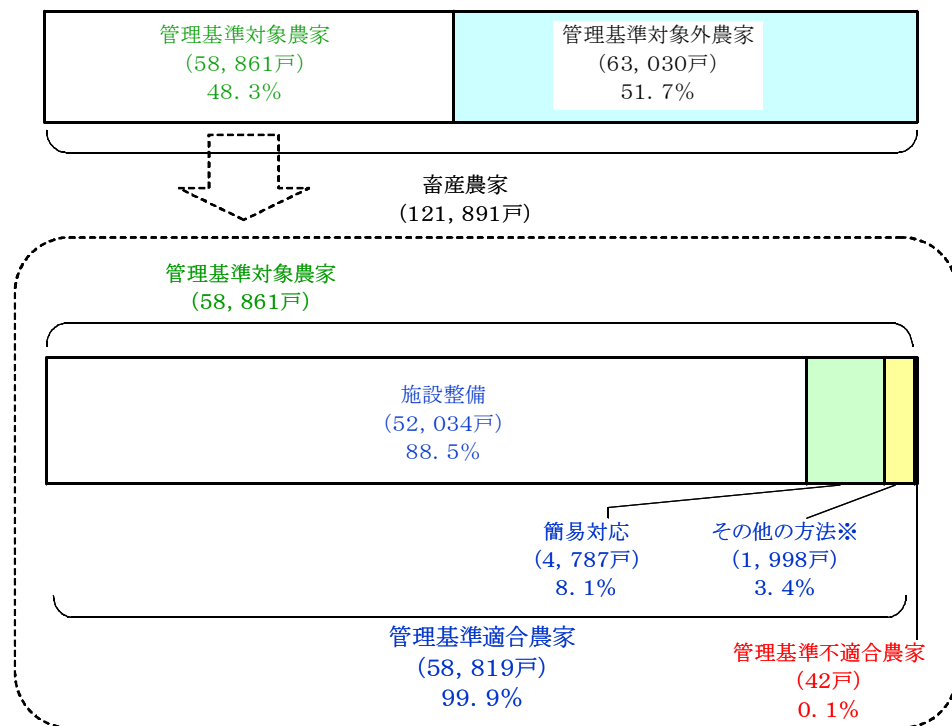 管理基準対象農家
(58, 861戸)
48. 3%
管理基準対象外農家
(63, 030戸)
51. 7%
畜産農家
(121, 891戸)
管理基準対象農家
(58, 861戸)
施設整備
(52, 034戸)
88. 5%
簡易対応
(4, 787戸)
8. 1%
その他の方法※
(1, 998戸)
3. 4%
管理基準適合農家
(58, 819戸)
99. 9%
管理基準不適合農家
(42戸)
0. 1%